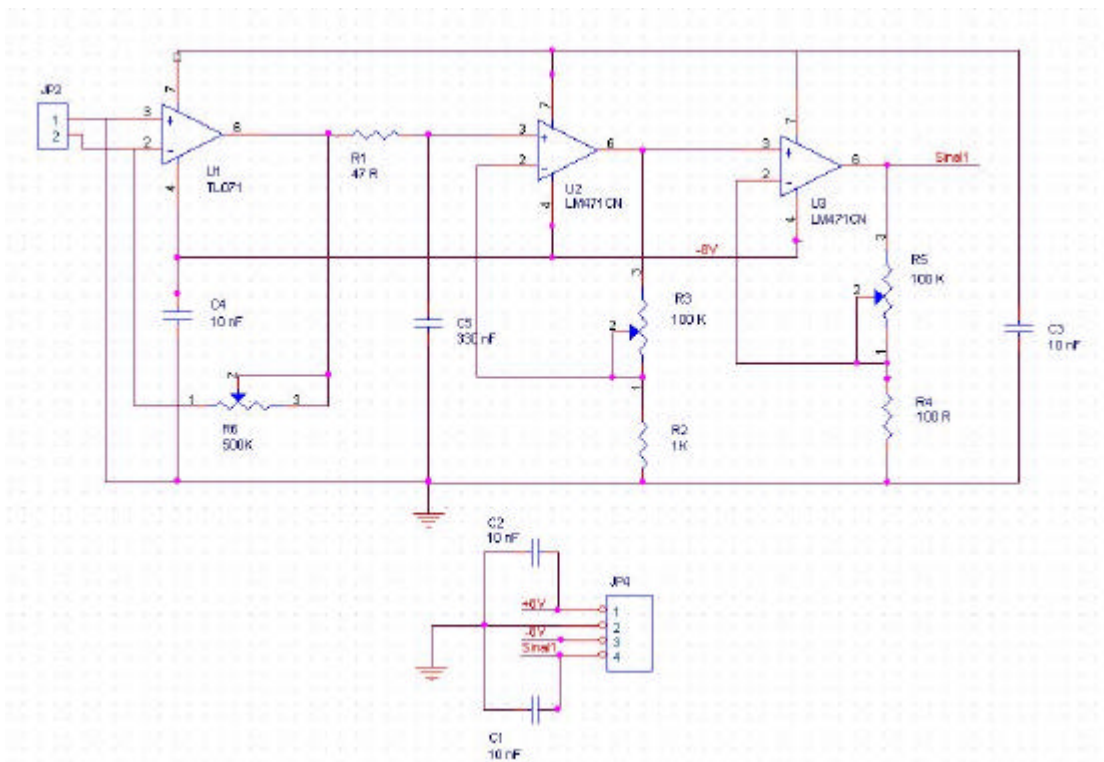 JP2
1
2
3
2
7
6
4
U1
TL071
R1
47 R
3
2
7
6
4
U2
LM471CN
3
2
7
6
4
U3
LM471CN
Sinal1
-8V
C4
10 nF
C5
330 nF
3
2
1
R3
100 K
3
2
1
R5
100 K
C3
10 nF
1
2
3
R6
500K
R2
1K
R4
100 R
C2
10 nF
JP4
+8V
1
2
-8V
3
Sinal1
4
C1
10 nF